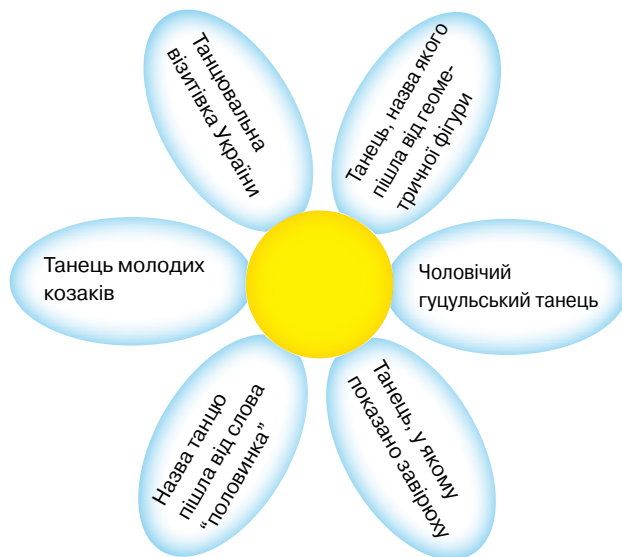 Танцювальна
візитівка України
Танець, назва якого
пішла від геоме-
тричної фігури
Танець молодих
козаків
Чоловічий
гуцульський танець
Назва танцю
пішла від слова
“половинка”
Танець, у якому
показано завірюху